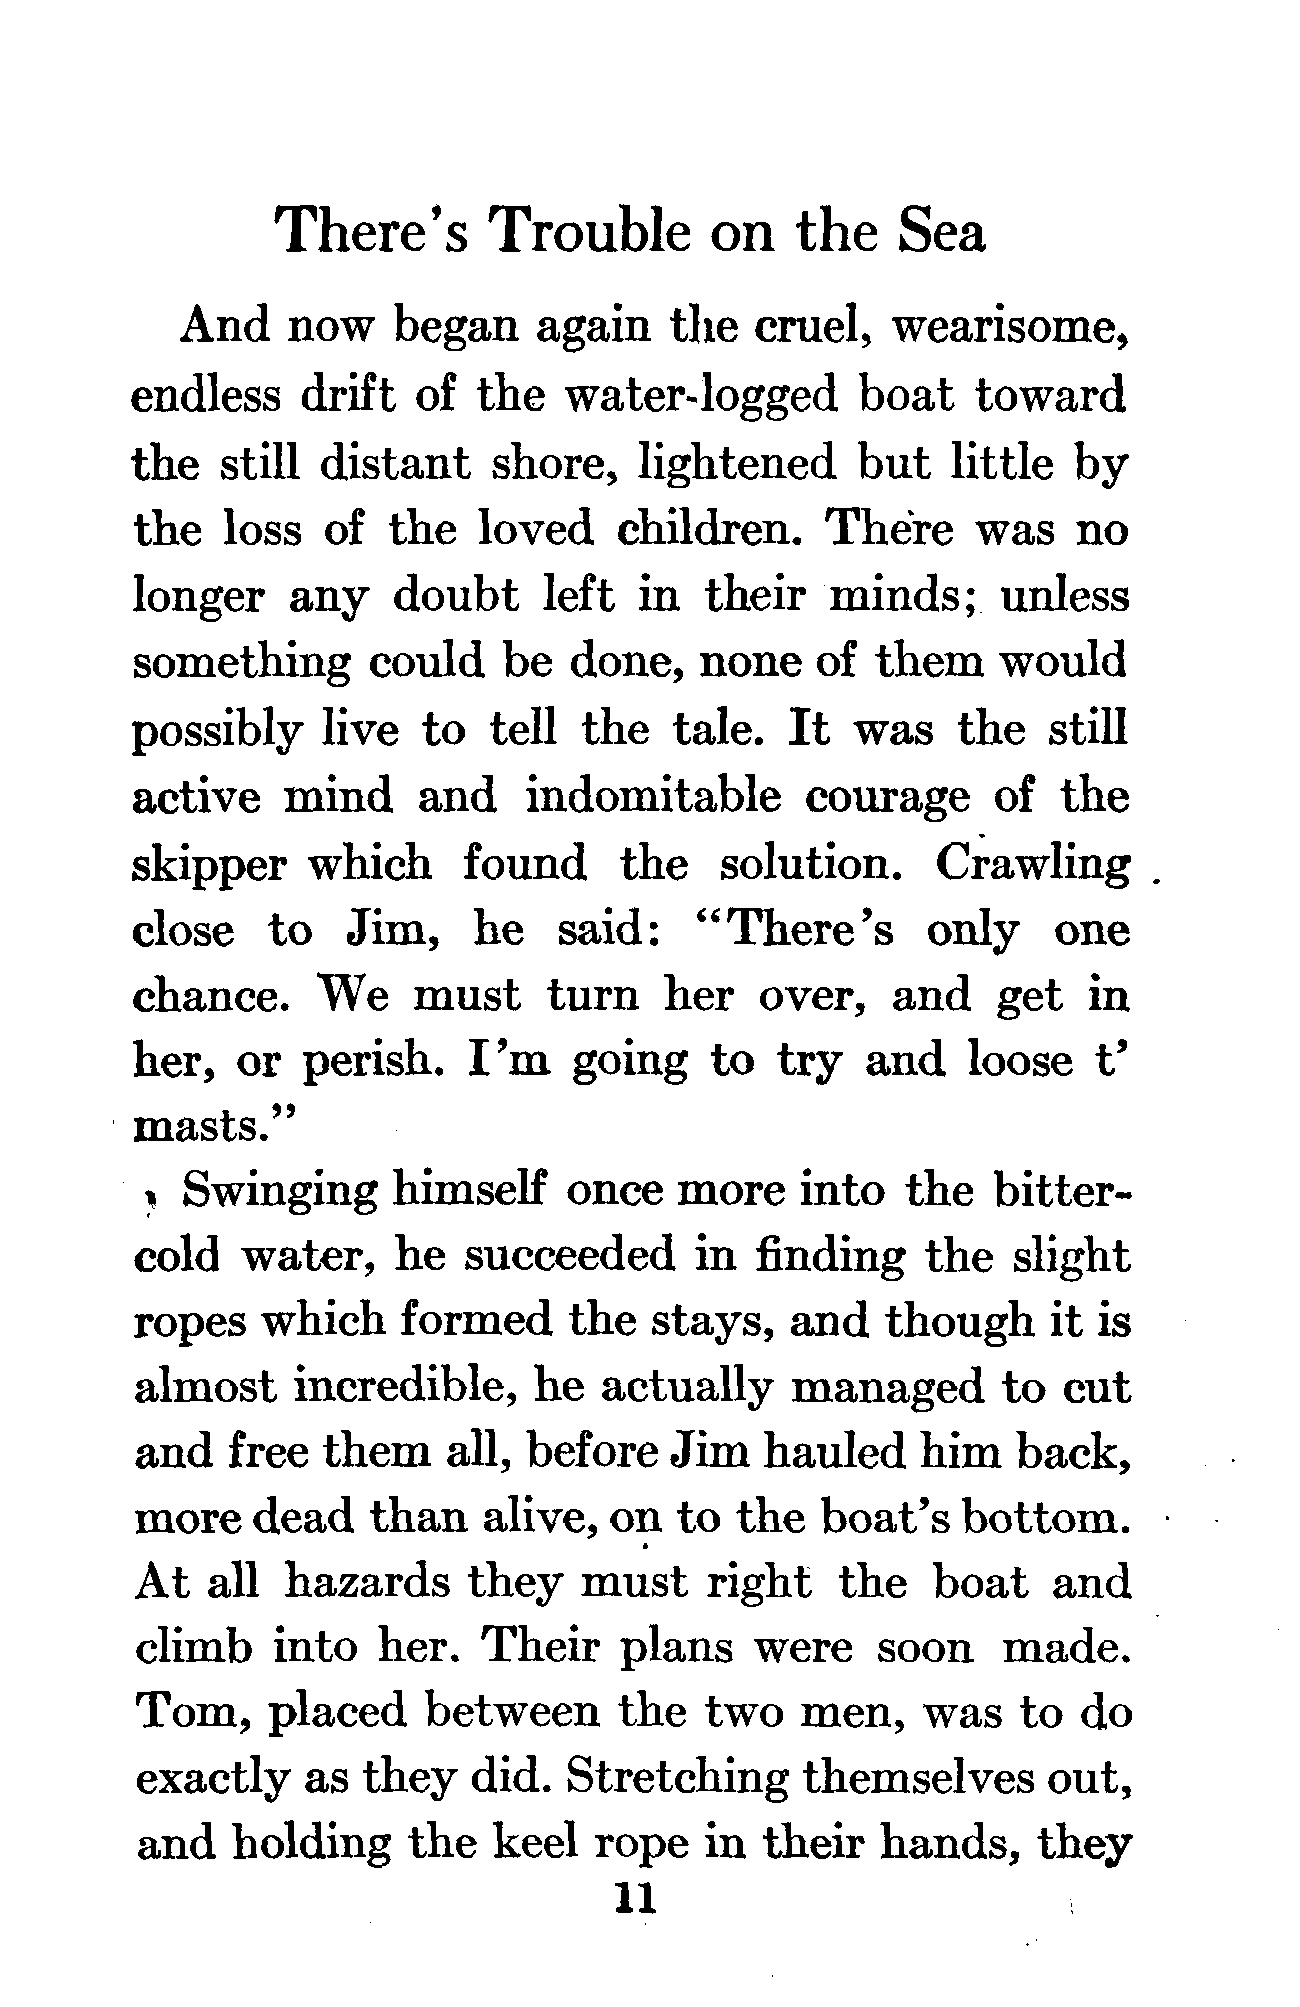 There's Trouble on the Sea
And now began again the cruel, wearisome,
endless drift of the water-logged boat toward
the still distant shore, lightened but little by
the loss of the loved children. There was no
longer any doubt left in their minds; unless
something could be done, none of them would
possibly live to tell the tale. It was the still
active mind and indomitable courage of the
skipper which found the solution. Crawling
close to Jim, he said: "There's only one
chance. We must turn her over, and get in
her, or perish. I'm going to try and loose t'
masts."
Swinging himself once more into the bitter-
cold water, he succeeded in finding the slight
ropes which formed the stays, and though it is
almost incredible, he actually managed to cut
and free them all, before Jim hauled him back,
more dead than alive, on to the boat's bottom.
At all hazards they must right the boat and
climb into her. Their plans were soon made.
Tom, placed between the two men, was to do
exactly as they did. Stretching themselves out,
and holding the keel rope in their hands, they
11